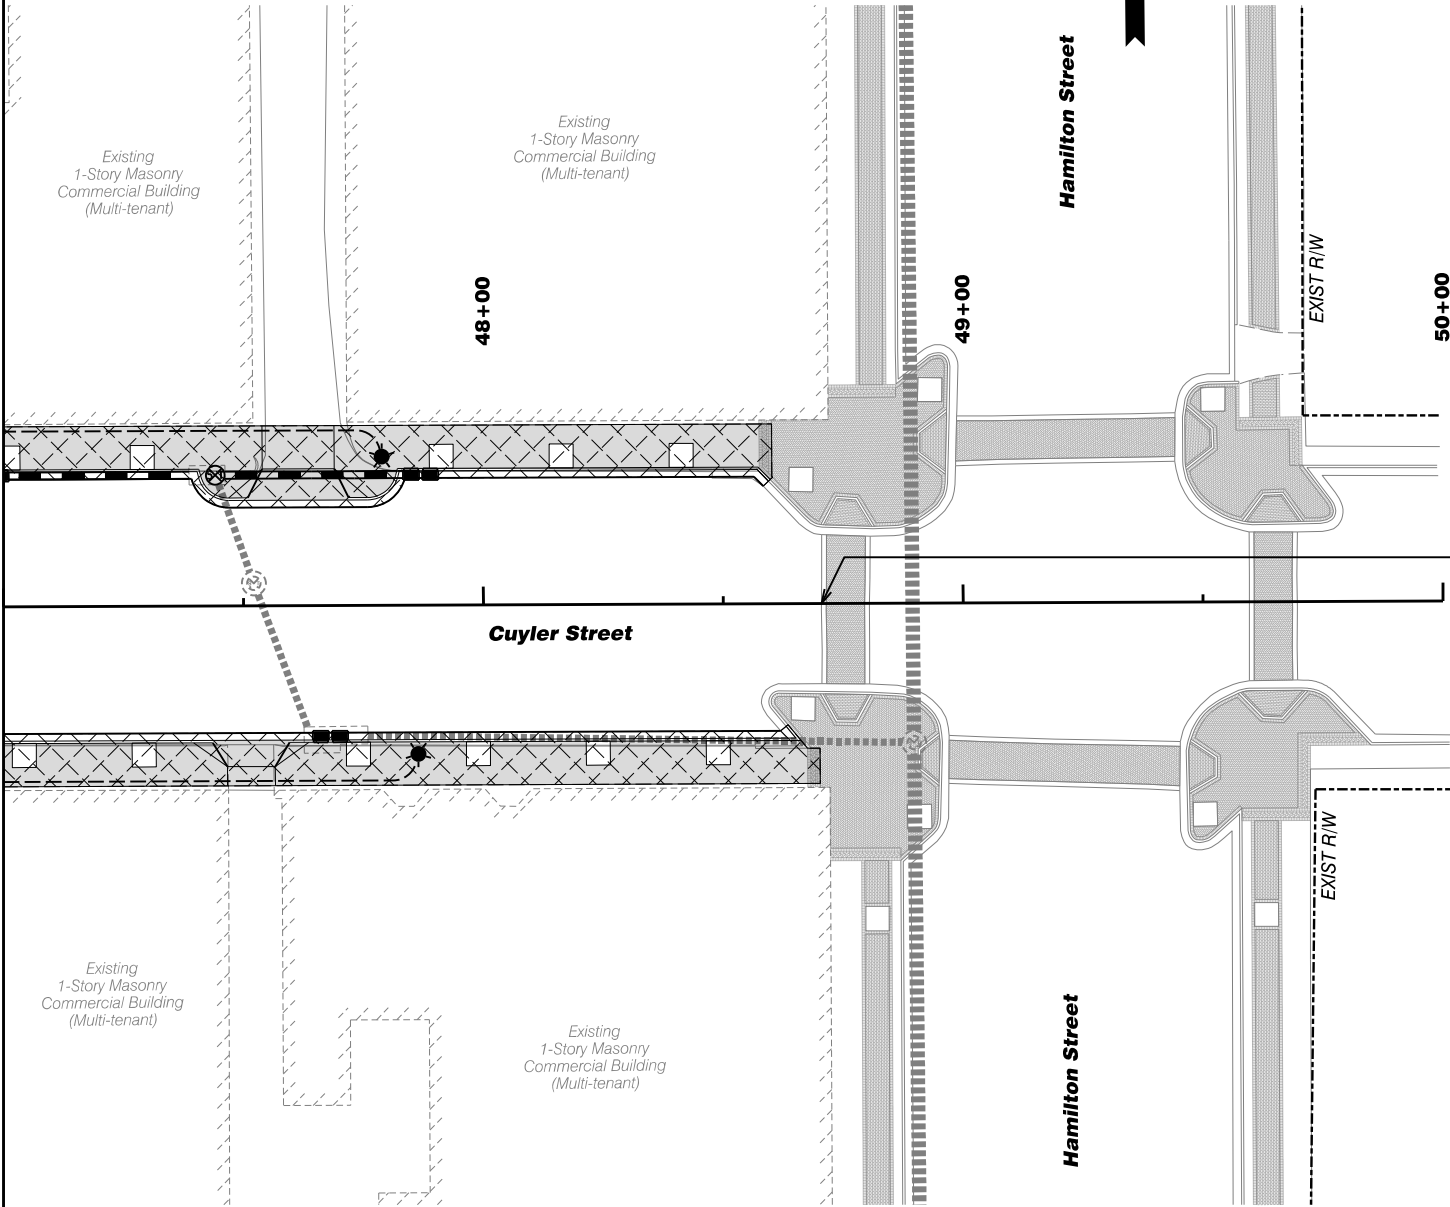 Existing
1-Story Masonry
Commercial Building
(Multi-tenant)
Existing
1-Story Masonry
Commercial Building
(Multi-tenant)
Hamilton Street
48+00
49+00
EXIST R/W
50+00
Cuyler Street
EXIST R/W
Existing
1-Story Masonry
Commercial Building
(Multi-tenant)
Existing
1-Story Masonry
Commercial Building
(Multi-tenant)
Hamilton Street